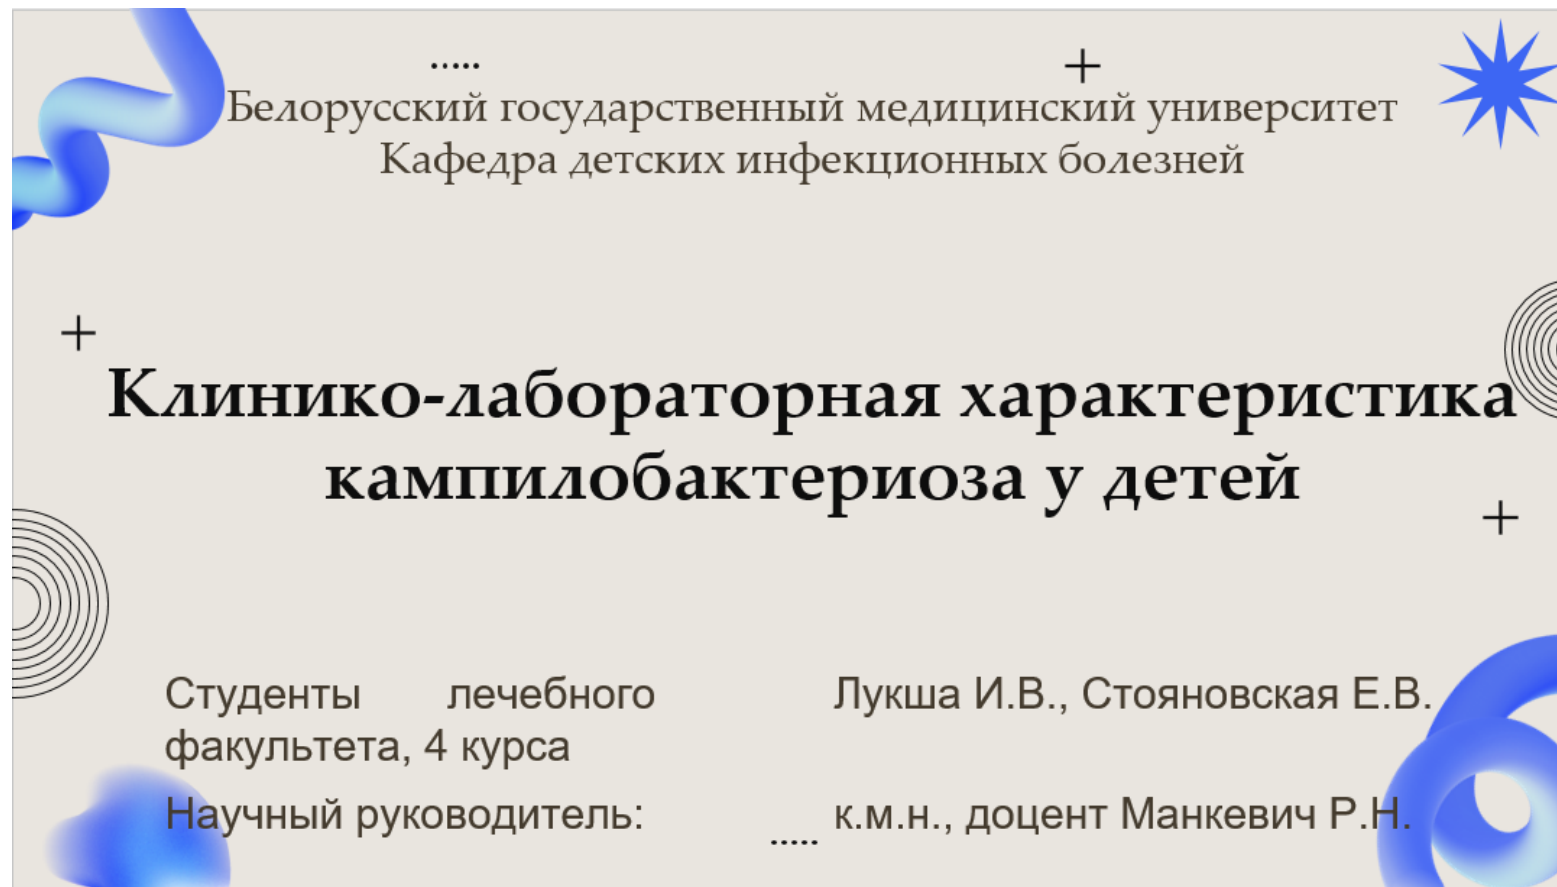 Белорусский государственный медицинский университет
Кафедра детских инфекционных болезней
Клинико-лабораторная характеристика
кампилобактериоза у детей
Студенты лечебного
факультета, 4 курса
Лукша И.В., Стояновская Е.В.
Научный руководитель:
к.м.н., доцент Манкевич Р.Н.